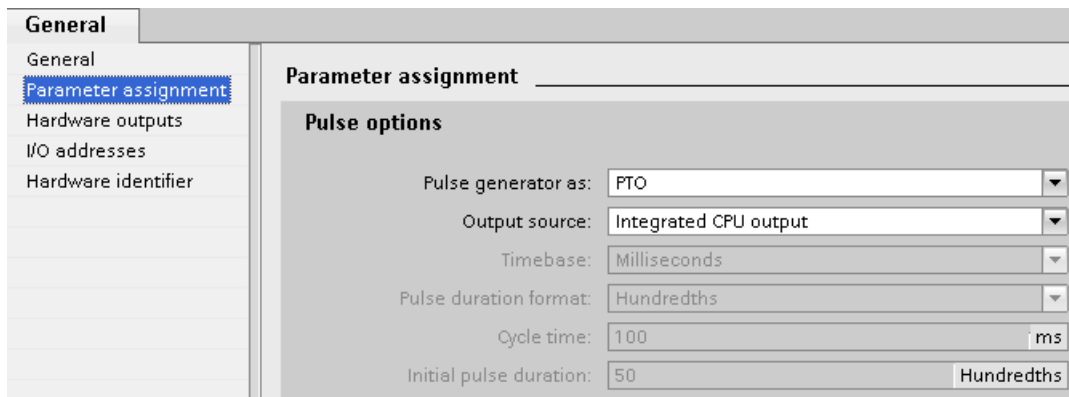 General
General
Parameter assignment
Hardware outputs
I/O addresses
Hardware identifier
Parameter assignment
Pulse options
Pulse generator as: PTO
Output source: Integrated CPU output
Timebase: Milliseconds
Pulse duration format: Hundredths
Cycle time: 100 ms
Initial pulse duration: 50 Hundredths